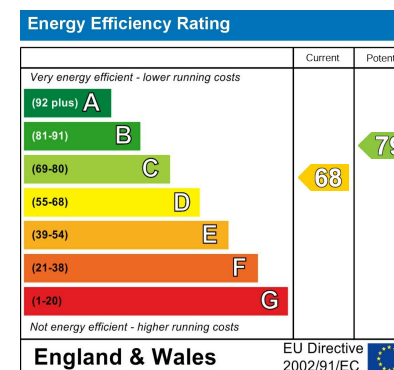 Energy Efficiency Rating
Current
Very energy efficient - lower running costs
(92 plus) A
(81-91) B
(69-80) C
(55-68) D
(39-54) E
(21-38) F
(1-20) G
68
79
Not energy efficient - higher running costs
England & Wales
EU Directive
2002/91/EC